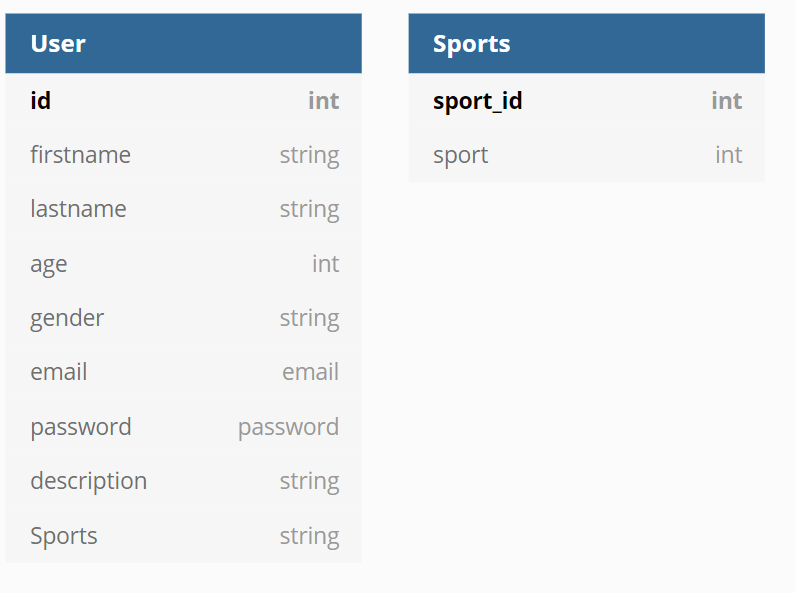 User
id int
firstname string
lastname string
age int
gender string
email email
password password
description string
Sports string
Sports
sport_id int
sport int